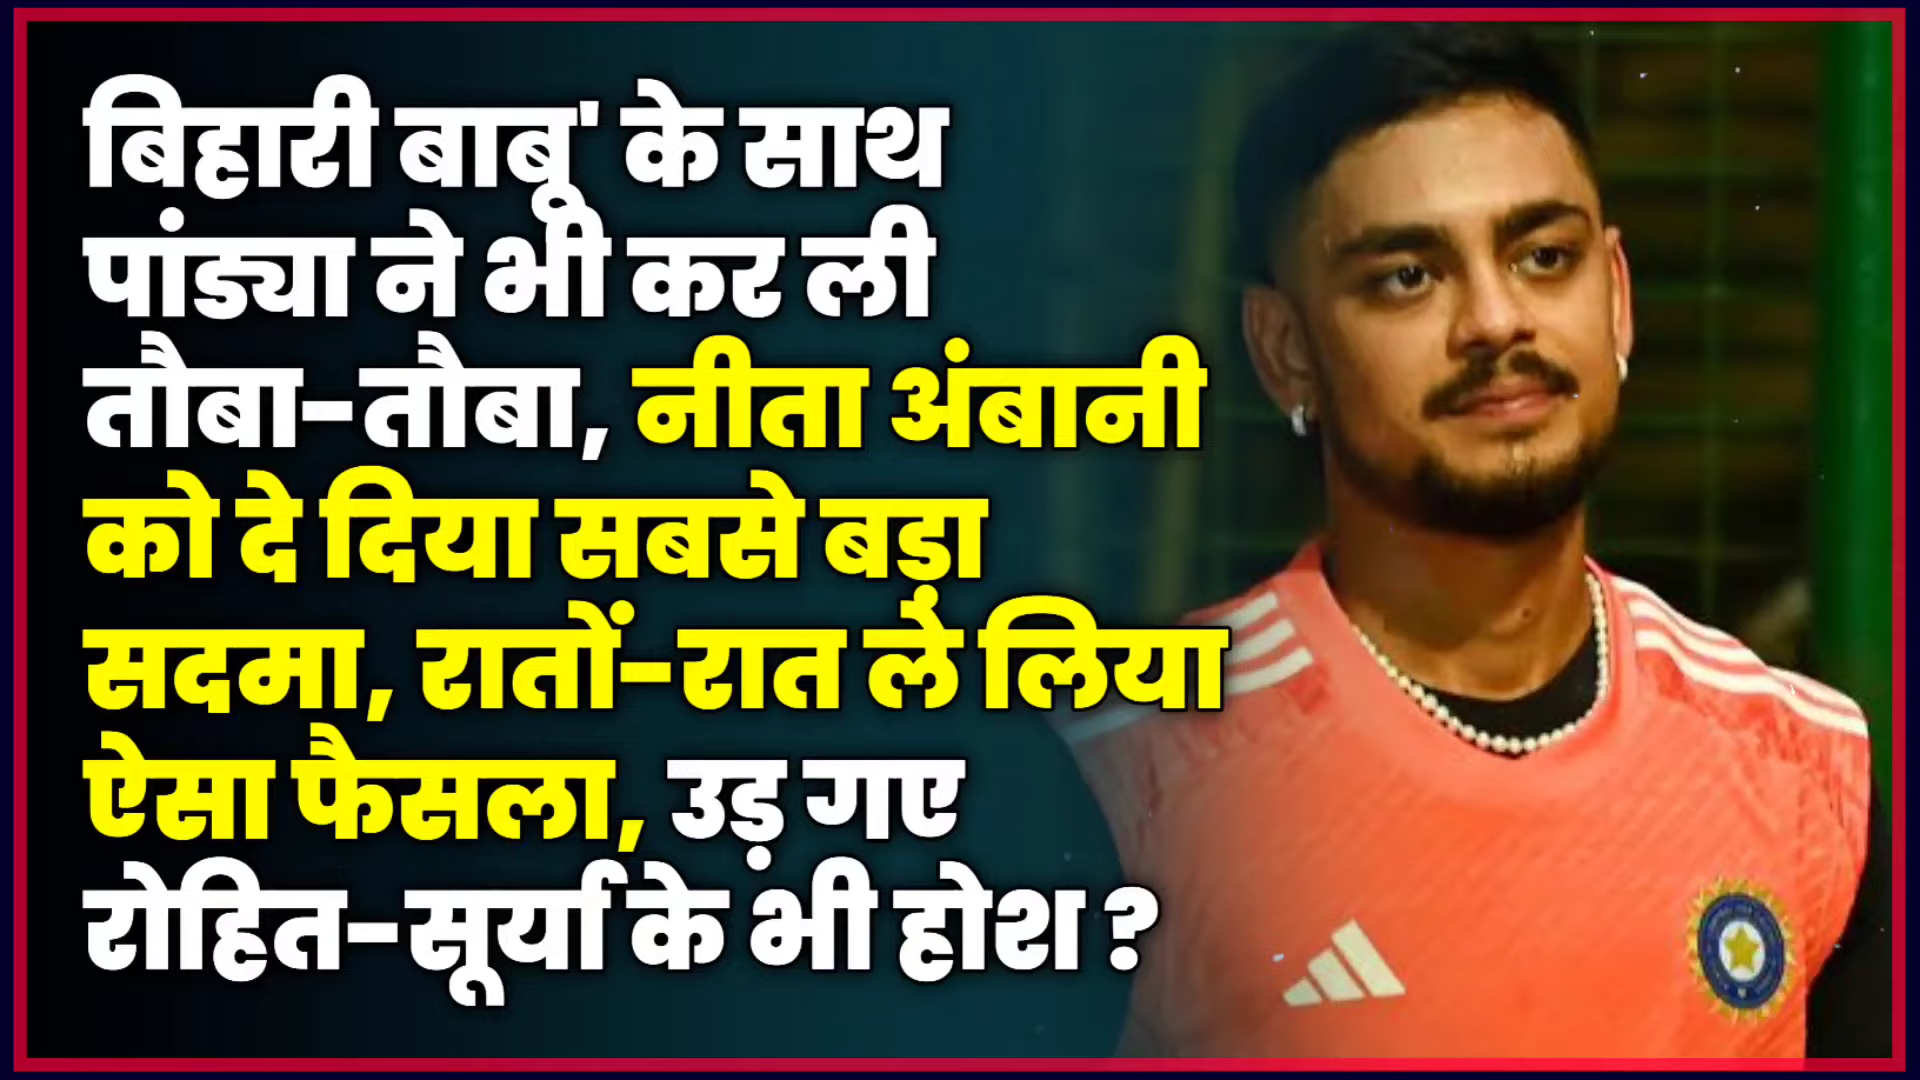 बिहारी बाबू' के साथ
पांड्या ने भी कर ली
तौबा-तौबा, नीता अंबानी
को दे दिया सबसे बड़ा
सदमा, रातों-रात ले लिया
ऐसा फैसला, उड़ गए
रोहित-सूर्या के भी होश ?